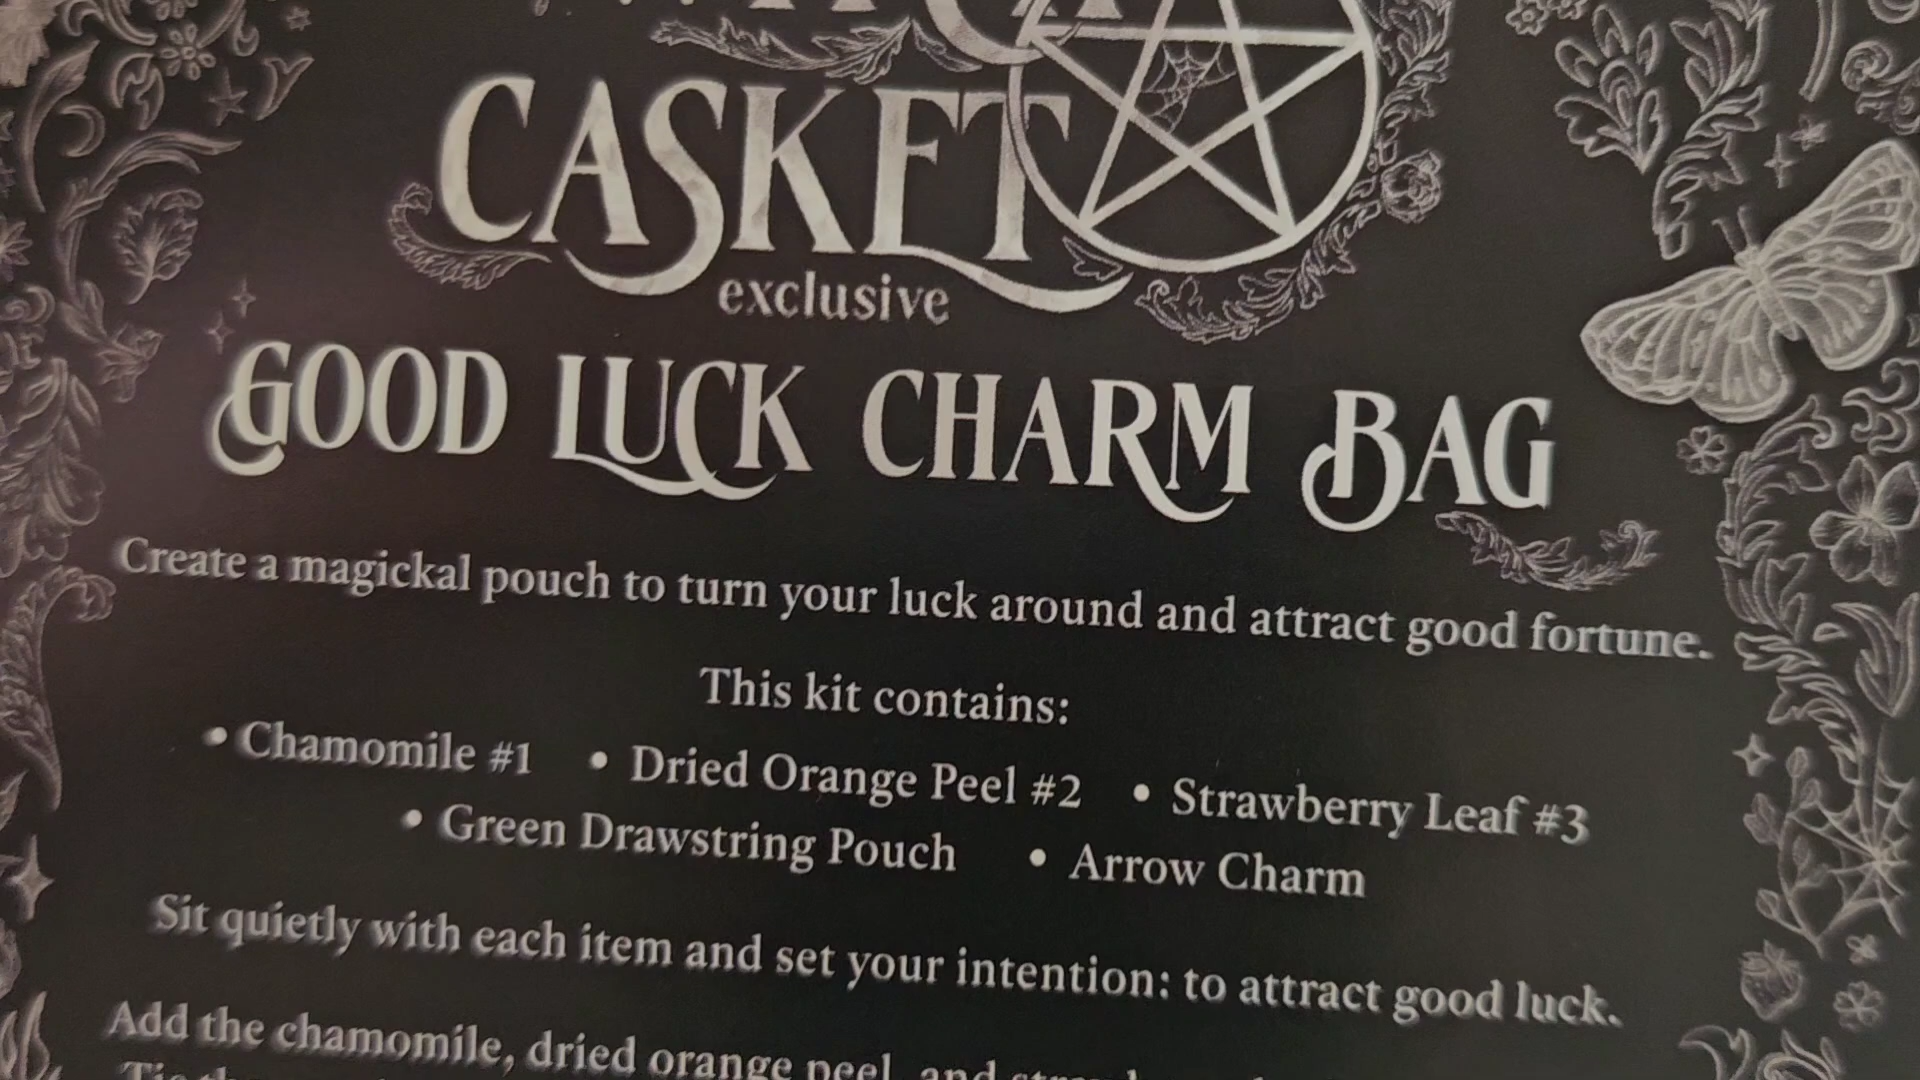 CASKET
exclusive
GOOD LUCK CHARM BAG
Create a magickal pouch to turn your luck around and attract good fortune.
This kit contains:
• Chamomile #1 • Dried Orange Peel #2 • Strawberry Leaf #3
• Green Drawstring Pouch • Arrow Charm
Sit quietly with each item and set your intention: to attract good luck.
Add the chamomile, dried orange peel, and